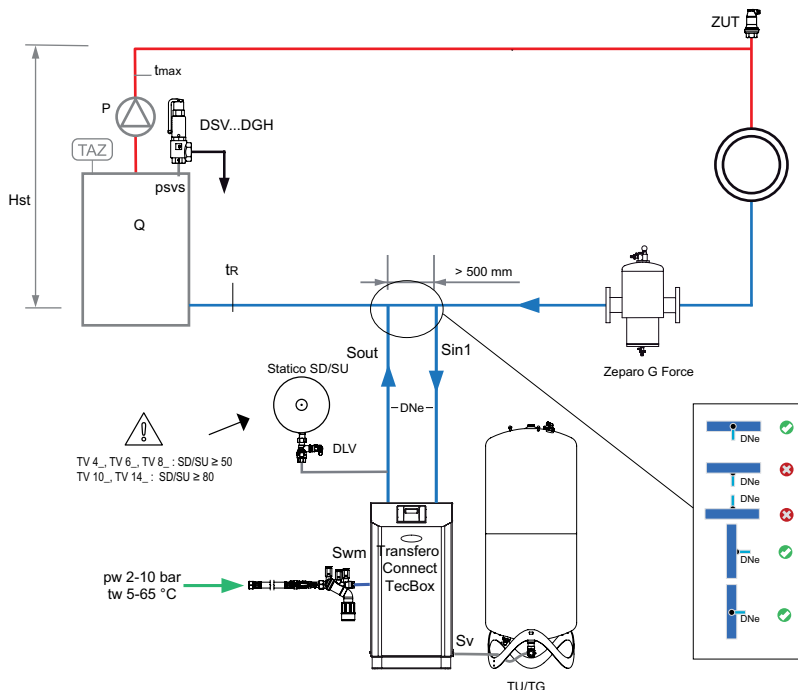 ZUT
tmax
P
DSV...DGH
TAZ
psvs
Hst
Q
tR
> 500 mm
Sout
Sin1
Zeparo G Force
Statico SD/SU
DNe
DLV
TV 4_, TV 6_, TV 8_ : SD/SU ≥ 50
TV 10_, TV 14_ : SD/SU ≥ 80
DNe
DNe
DNe
DNe
DNe
Swm
Transfero
Connect
TecBox
pw 2-10 bar
tw 5-65 °C
Sv
TU/TG